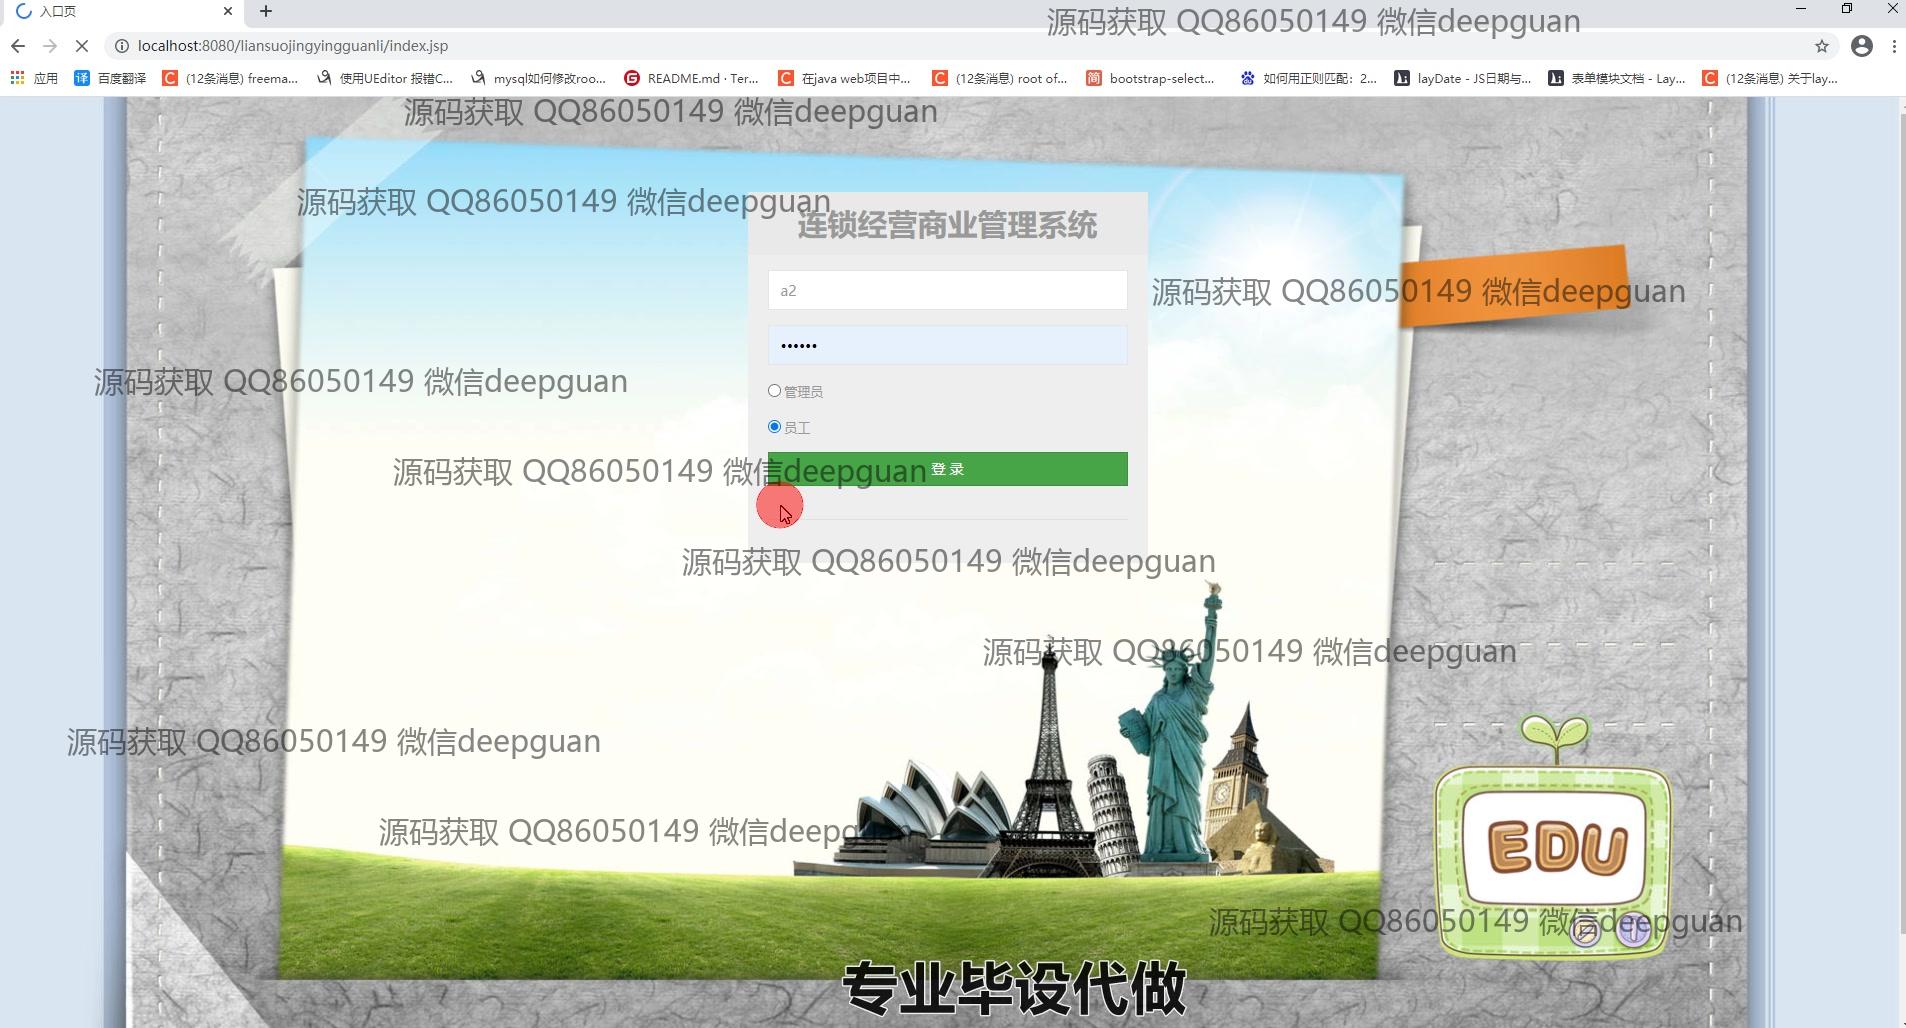 入口页
源码获取 QQ86050149 微信deepguan
localhost:8080/liansuojingyingguanli/index.jsp
应用 百度翻译 (12条消息) freema... 使用UEditor 报错C... mysql如何修改roo... README.md · Ter... 在java web项目中... (12条消息) root of... bootstrap-select... 如何用正则匹配：2... layDate - JS日期与... 表单模块文档 - Lay... (12条消息) 关于lay...
源码获取 QQ86050149 微信deepguan
源码获取 QQ86050149 微信deepguan
连锁经营商业管理系统
a2
源码获取 QQ86050149 微信deepguan
••••••
源码获取 QQ86050149 微信deepguan
管理员
员工
源码获取 QQ86050149 微信deepguan
登 录
源码获取 QQ86050149 微信deepguan
源码获取 QQ86050149 微信deepguan
源码获取 QQ86050149 微信deepguan
源码获取 QQ86050149 微信deepguan
EDU
源码获取 QQ86050149 微信deepguan
专业毕设代做